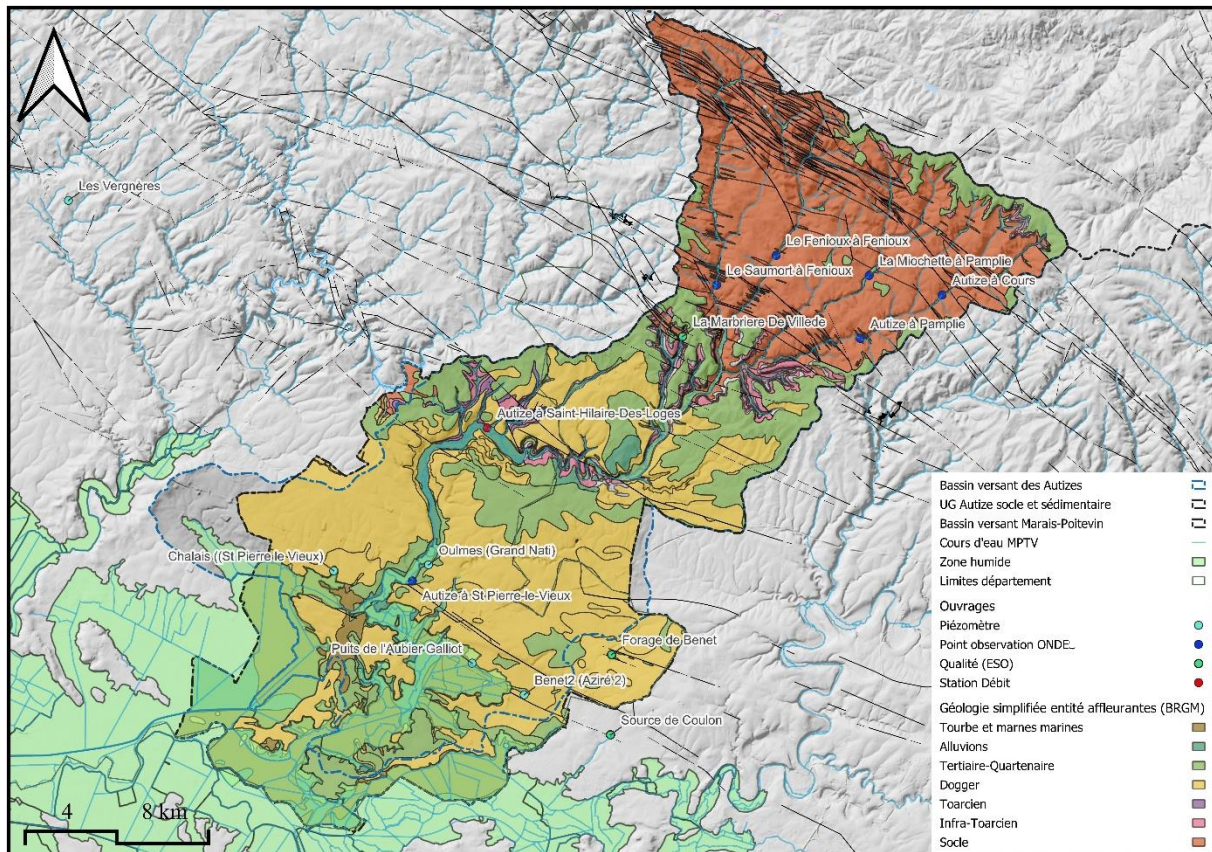 Les Vergnères
Le Fenioux à Fenioux
La Miochette à Pamplie
Le Saumort à Fenioux
Autize à Cours
La Marbriere De Villede
Autize à Pamplie
Autize à Saint-Hilaire-Des-Loges
Chalais ((St Pierre le Vieux)
Oulmes (Grand Nati)
Autize à St-Pierre-le-Vieux
Puits de l'Aubier Galliot
Forage de Benet
Benet2 (Aziré 2)
Source de Coulon
4 8 km
Bassin versant des Autizes
UG Autize socle et sédimentaire
Bassin versant Marais-Poitevin
Cours d'eau MPTV
Zone humide
Limites département
Ouvrages
Piézomètre
Point observation ONDE
Qualité (ESO)
Station Débit
Géologie simplifiée entité affleurantes (BRGM)
Tourbe et marnes marines
Alluvions
Tertiaire-Quartenaire
Dogger
Toarcien
Infra-Toarcien
Socle